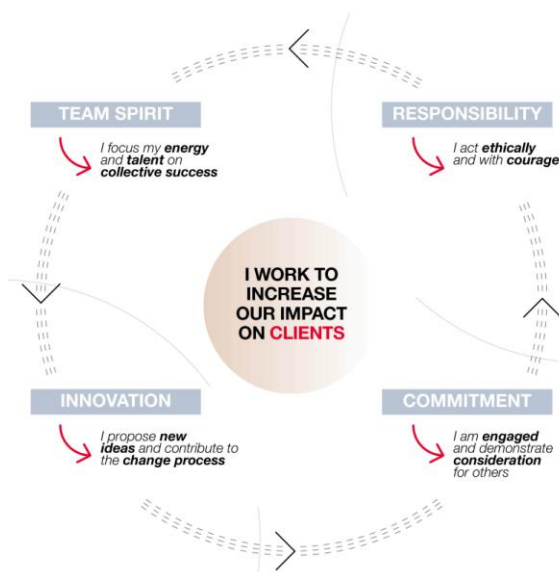 TEAM SPIRIT
I focus my energy
and talent on
collective success
RESPONSIBILITY
I act ethically
and with courage
I WORK TO
INCREASE
OUR IMPACT
ON CLIENTS
INNOVATION
I propose new
ideas and contribute to
the change process
COMMITMENT
I am engaged
and demonstrate
consideration
for others